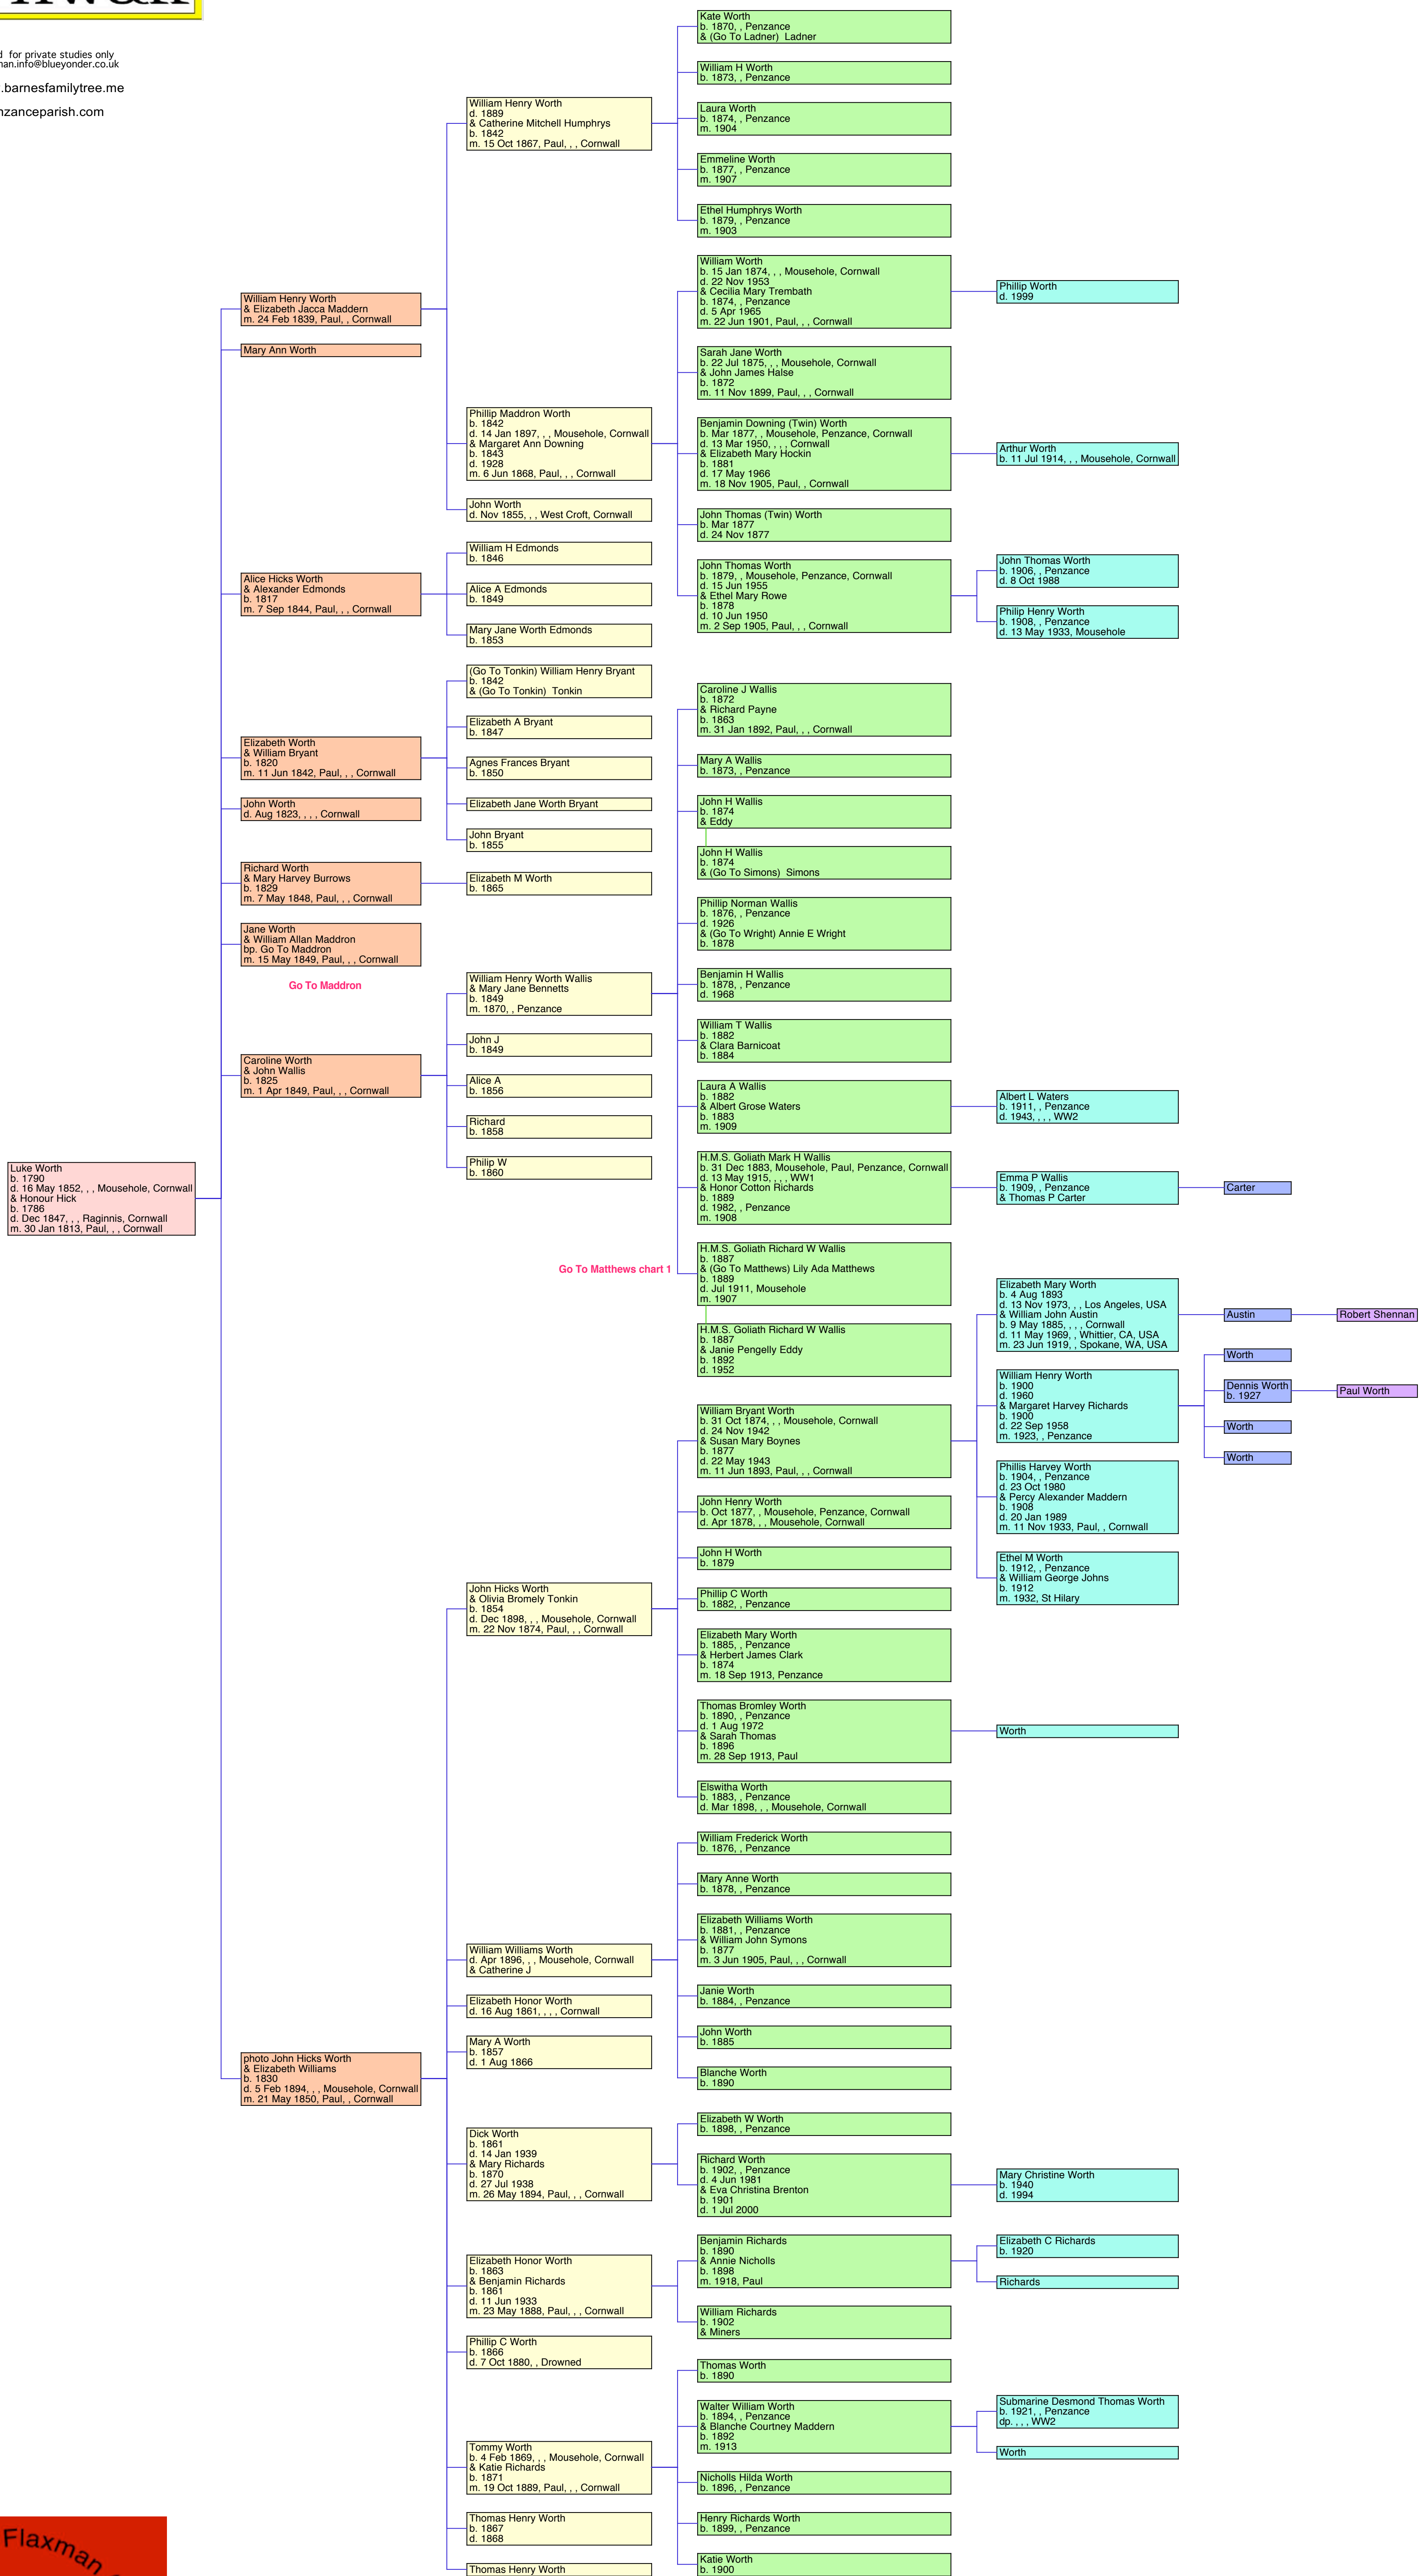 d for private studies only
nan.info@blueyonder.co.uk
.barnesfamilytree.me
nzanceparish.com
Luke Worth
b. 1790
d. 16 May 1852, , , Mousehole, Cornwall
& Honour Hick
b. 1786
d. Dec 1847, , , Raginnis, Cornwall
m. 30 Jan 1813, Paul, , , Cornwall
William Henry Worth
& Elizabeth Jacca Maddern
m. 24 Feb 1839, Paul, , Cornwall
Mary Ann Worth
Alice Hicks Worth
& Alexander Edmonds
b. 1817
m. 7 Sep 1844, Paul, , , Cornwall
Elizabeth Worth
& William Bryant
b. 1820
m. 11 Jun 1842, Paul, , , Cornwall
John Worth
d. Aug 1823, , , , Cornwall
Richard Worth
& Mary Harvey Burrows
b. 1829
m. 7 May 1848, Paul, , , Cornwall
Jane Worth
& William Allan Maddron
bp. Go To Maddron
m. 15 May 1849, Paul, , , Cornwall
Go To Maddron
Caroline Worth
& John Wallis
b. 1825
m. 1 Apr 1849, Paul, , , Cornwall
photo John Hicks Worth
& Elizabeth Williams
b. 1830
d. 5 Feb 1894, , , Mousehole, Cornwall
m. 21 May 1850, Paul, , Cornwall
William Henry Worth
d. 1889
& Catherine Mitchell Humphrys
b. 1842
m. 15 Oct 1867, Paul, , , Cornwall
Phillip Maddron Worth
b. 1842
d. 14 Jan 1897, , , Mousehole, Cornwall
& Margaret Ann Downing
b. 1843
d. 1928
m. 6 Jun 1868, Paul, , , Cornwall
John Worth
d. Nov 1855, , , West Croft, Cornwall
William H Edmonds
b. 1846
Alice A Edmonds
b. 1849
Mary Jane Worth Edmonds
b. 1853
(Go To Tonkin) William Henry Bryant
b. 1842
& (Go To Tonkin) Tonkin
Elizabeth A Bryant
b. 1847
Agnes Frances Bryant
b. 1850
Elizabeth Jane Worth Bryant
John Bryant
b. 1855
Elizabeth M Worth
b. 1865
William Henry Worth Wallis
& Mary Jane Bennetts
b. 1849
m. 1870, , Penzance
John J
b. 1849
Alice A
b. 1856
Richard
b. 1858
Philip W
b. 1860
Go To Matthews chart 1
John Hicks Worth
& Olivia Bromely Tonkin
b. 1854
d. Dec 1898, , , Mousehole, Cornwall
m. 22 Nov 1874, Paul, , , Cornwall
William Williams Worth
d. Apr 1896, , , Mousehole, Cornwall
& Catherine J
Elizabeth Honor Worth
d. 16 Aug 1861, , , , Cornwall
Mary A Worth
b. 1857
d. 1 Aug 1866
Dick Worth
b. 1861
d. 14 Jan 1939
& Mary Richards
b. 1870
d. 27 Jul 1938
m. 26 May 1894, Paul, , , Cornwall
Elizabeth Honor Worth
b. 1863
& Benjamin Richards
b. 1861
d. 11 Jun 1933
m. 23 May 1888, Paul, , , Cornwall
Phillip C Worth
b. 1866
d. 7 Oct 1880, , Drowned
Tommy Worth
b. 4 Feb 1869, , , Mousehole, Cornwall
& Katie Richards
b. 1871
m. 19 Oct 1889, Paul, , , Cornwall
Thomas Henry Worth
b. 1867
d. 1868
Thomas Henry Worth
Kate Worth
b. 1870, , Penzance
& (Go To Ladner) Ladner
William H Worth
b. 1873, , Penzance
Laura Worth
b. 1874, , Penzance
m. 1904
Emmeline Worth
b. 1877, , Penzance
m. 1907
Ethel Humphrys Worth
b. 1879, , Penzance
m. 1903
William Worth
b. 15 Jan 1874, , , Mousehole, Cornwall
d. 22 Nov 1953
& Cecilia Mary Trembath
b. 1874, , Penzance
d. 5 Apr 1965
m. 22 Jun 1901, Paul, , , Cornwall
Sarah Jane Worth
b. 22 Jul 1875, , , Mousehole, Cornwall
& John James Halse
b. 1872
m. 11 Nov 1899, Paul, , , Cornwall
Benjamin Downing (Twin) Worth
b. Mar 1877, , Mousehole, Penzance, Cornwall
d. 13 Mar 1950, , , , Cornwall
& Elizabeth Mary Hockin
b. 1881
d. 17 May 1966
m. 18 Nov 1905, Paul, , Cornwall
John Thomas (Twin) Worth
b. Mar 1877
d. 24 Nov 1877
John Thomas Worth
b. 1879, , Mousehole, Penzance, Cornwall
d. 15 Jun 1955
& Ethel Mary Rowe
b. 1878
d. 10 Jun 1950
m. 2 Sep 1905, Paul, , , Cornwall
Caroline J Wallis
b. 1872
& Richard Payne
b. 1863
m. 31 Jan 1892, Paul, , , Cornwall
Mary A Wallis
b. 1873, , Penzance
John H Wallis
b. 1874
& Eddy
John H Wallis
b. 1874
& (Go To Simons) Simons
Phillip Norman Wallis
b. 1876, , Penzance
d. 1926
& (Go To Wright) Annie E Wright
b. 1878
Benjamin H Wallis
b. 1878, , Penzance
d. 1968
William T Wallis
b. 1882
& Clara Barnicoat
b. 1884
Laura A Wallis
b. 1882
& Albert Grose Waters
b. 1883
m. 1909
H.M.S. Goliath Mark H Wallis
b. 31 Dec 1883, Mousehole, Paul, Penzance, Cornwall
d. 13 May 1915, , , , WW1
& Honor Cotton Richards
b. 1889
d. 1982, , Penzance
m. 1908
H.M.S. Goliath Richard W Wallis
b. 1887
& (Go To Matthews) Lily Ada Matthews
b. 1889
d. Jul 1911, Mousehole
m. 1907
H.M.S. Goliath Richard W Wallis
b. 1887
& Janie Pengelly Eddy
b. 1892
d. 1952
William Bryant Worth
b. 31 Oct 1874, , , Mousehole, Cornwall
d. 24 Nov 1942
& Susan Mary Boynes
b. 1877
d. 22 May 1943
m. 11 Jun 1893, Paul, , , Cornwall
John Henry Worth
b. Oct 1877, , Mousehole, Penzance, Cornwall
d. Apr 1878, , , Mousehole, Cornwall
John H Worth
b. 1879
Phillip C Worth
b. 1882, , Penzance
Elizabeth Mary Worth
b. 1885, , Penzance
& Herbert James Clark
b. 1874
m. 18 Sep 1913, Penzance
Thomas Bromley Worth
b. 1890, , Penzance
d. 1 Aug 1972
& Sarah Thomas
b. 1896
m. 28 Sep 1913, Paul
Elswitha Worth
b. 1883, , Penzance
d. Mar 1898, , , Mousehole, Cornwall
William Frederick Worth
b. 1876, , Penzance
Mary Anne Worth
b. 1878, , Penzance
Elizabeth Williams Worth
b. 1881, , Penzance
& William John Symons
b. 1877
m. 3 Jun 1905, Paul, , , Cornwall
Janie Worth
b. 1884, , Penzance
John Worth
b. 1885
Blanche Worth
b. 1890
Elizabeth W Worth
b. 1898, , Penzance
Richard Worth
b. 1902, , Penzance
d. 4 Jun 1981
& Eva Christina Brenton
b. 1901
d. 1 Jul 2000
Benjamin Richards
b. 1890
& Annie Nicholls
b. 1898
m. 1918, Paul
William Richards
b. 1902
& Miners
Thomas Worth
b. 1890
Walter William Worth
b. 1894, , Penzance
& Blanche Courtney Maddern
b. 1892
m. 1913
Nicholls Hilda Worth
b. 1896, , Penzance
Henry Richards Worth
b. 1899, , Penzance
Katie Worth
b. 1900
Phillip Worth
d. 1999
Arthur Worth
b. 11 Jul 1914, , , Mousehole, Cornwall
John Thomas Worth
b. 1906, , Penzance
d. 8 Oct 1988
Philip Henry Worth
b. 1908, , Penzance
d. 13 May 1933, Mousehole
Albert L Waters
b. 1911, , Penzance
d. 1943, , , , WW2
Emma P Wallis
b. 1909, , Penzance
& Thomas P Carter
Carter
Elizabeth Mary Worth
b. 4 Aug 1893
d. 13 Nov 1973, , , Los Angeles, USA
& William John Austin
b. 9 May 1885, , , , Cornwall
d. 11 May 1969, , Whittier, CA, USA
m. 23 Jun 1919, , Spokane, WA, USA
Austin
Robert Shennan
William Henry Worth
b. 1900
d. 1960
& Margaret Harvey Richards
b. 1900
d. 22 Sep 1958
m. 1923, , Penzance
Worth
Dennis Worth
b. 1927
Paul Worth
Worth
Worth
Phillis Harvey Worth
b. 1904, , Penzance
d. 23 Oct 1980
& Percy Alexander Maddern
b. 1908
d. 20 Jan 1989
m. 11 Nov 1933, Paul, , Cornwall
Ethel M Worth
b. 1912, , Penzance
& William George Johns
b. 1912
m. 1932, St Hilary
Worth
Mary Christine Worth
b. 1940
d. 1994
Elizabeth C Richards
b. 1920
Richards
Submarine Desmond Thomas Worth
b. 1921, , Penzance
dp. , , , WW2
Worth
Flaxman